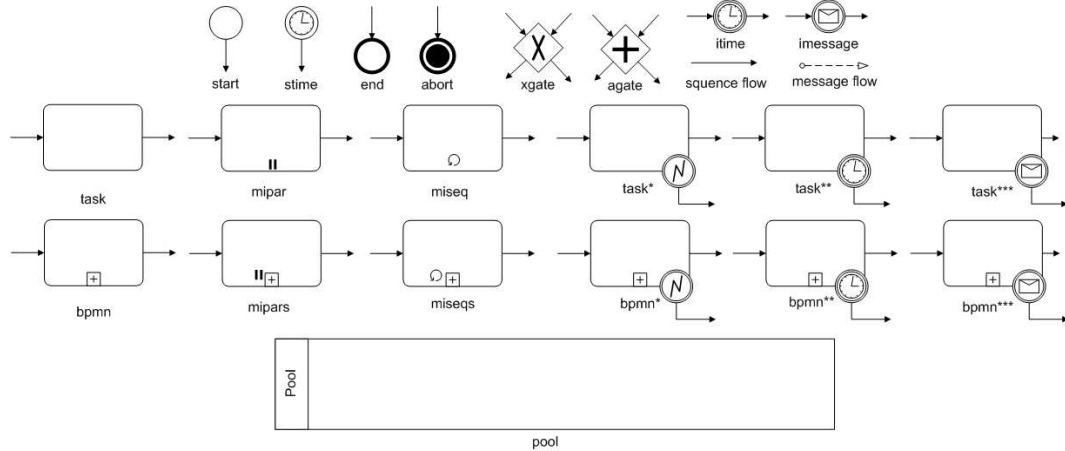 start stime end abort xgate agate itime imessage
squence flow message flow
task mipar miseq task* task** task***
bpmn mipars miseqs bpmn* bpmn** bpmn***
Pool
pool